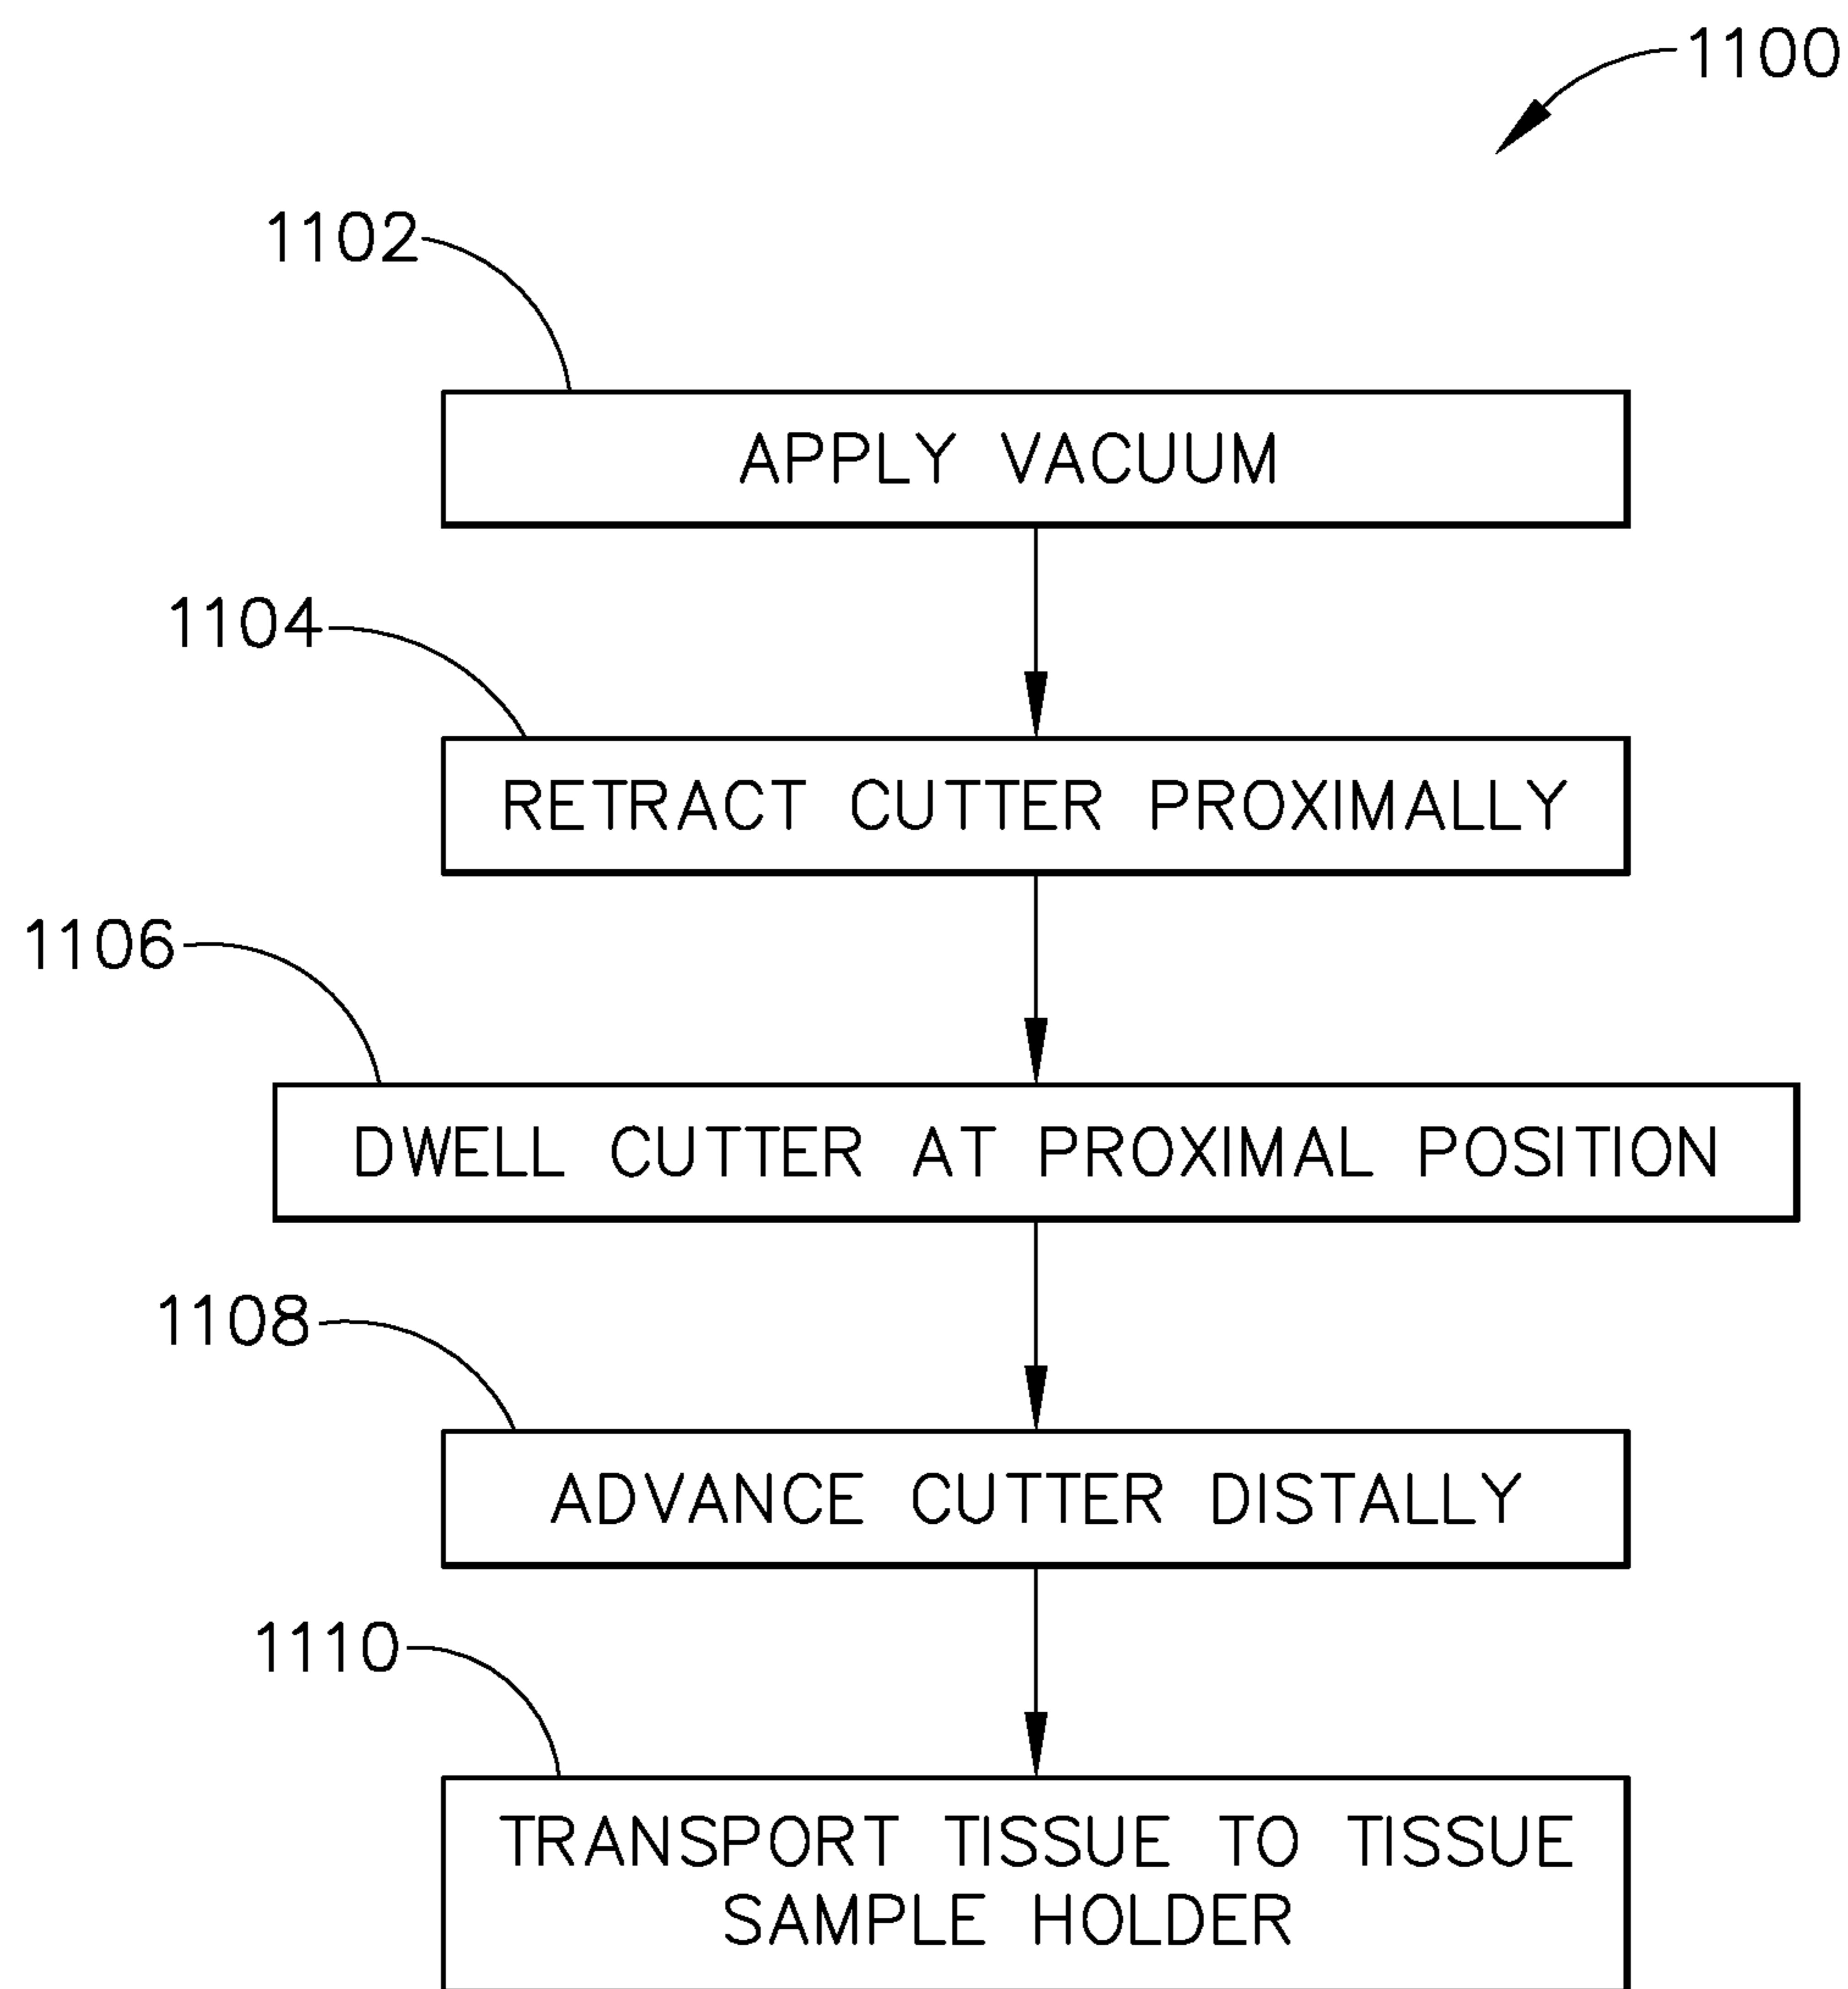 1100
1102
APPLY VACUUM
1104
RETRACT CUTTER PROXIMALLY
1106
DWELL CUTTER AT PROXIMAL POSITION
1108
ADVANCE CUTTER DISTALLY
1110
TRANSPORT TISSUE TO TISSUE
SAMPLE HOLDER